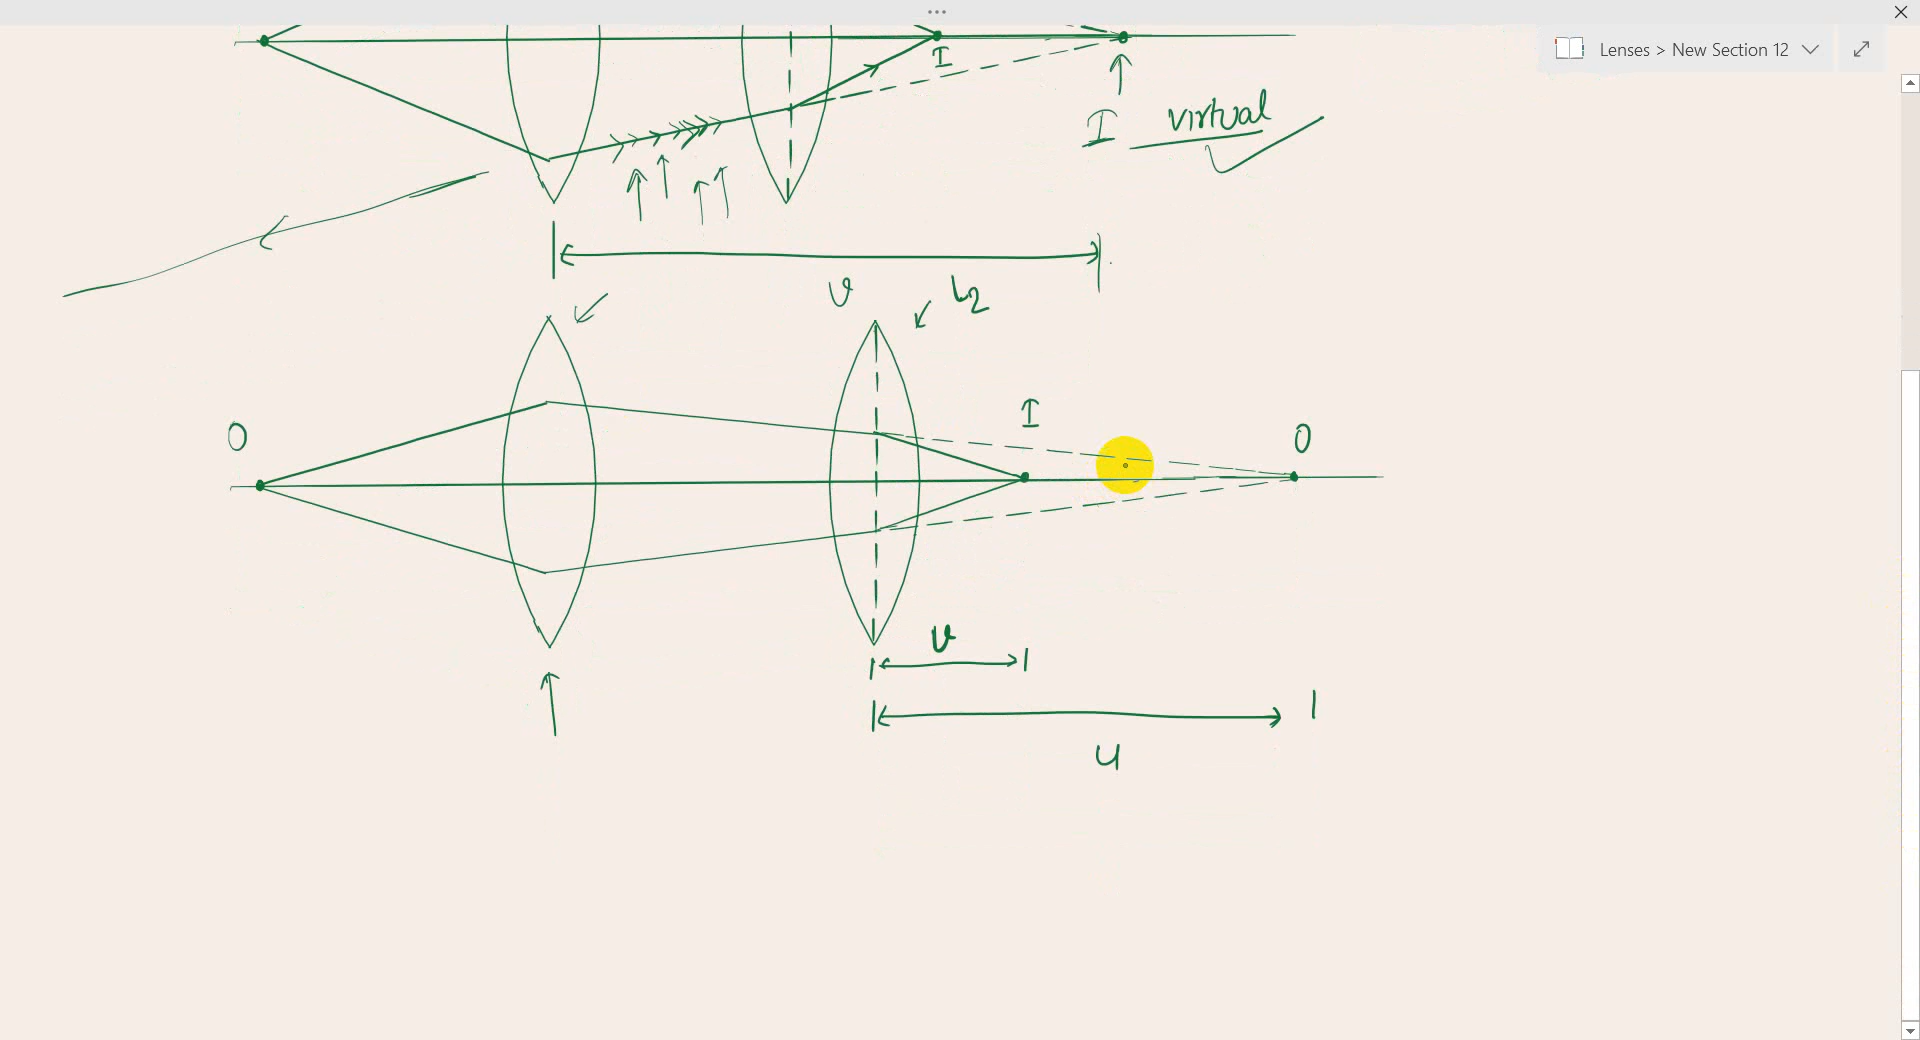 Lenses > New Section 12
I
I virtual
v
L2
I
O
O
v
u